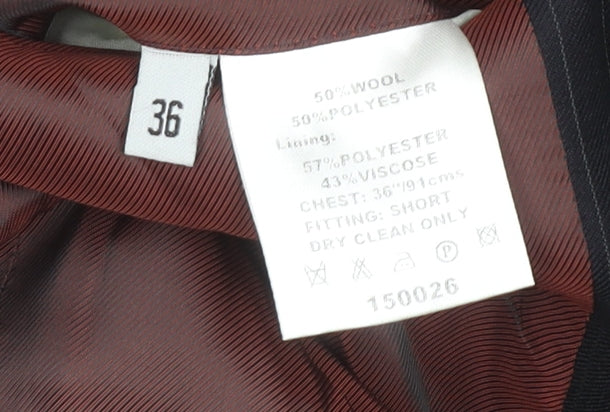 36
50%WOOL
50%POLYESTER
Lining:
57%POLYESTER
43%VISCOSE
CHEST: 36"/91cms
FITTING: SHORT
DRY CLEAN ONLY
P
150026